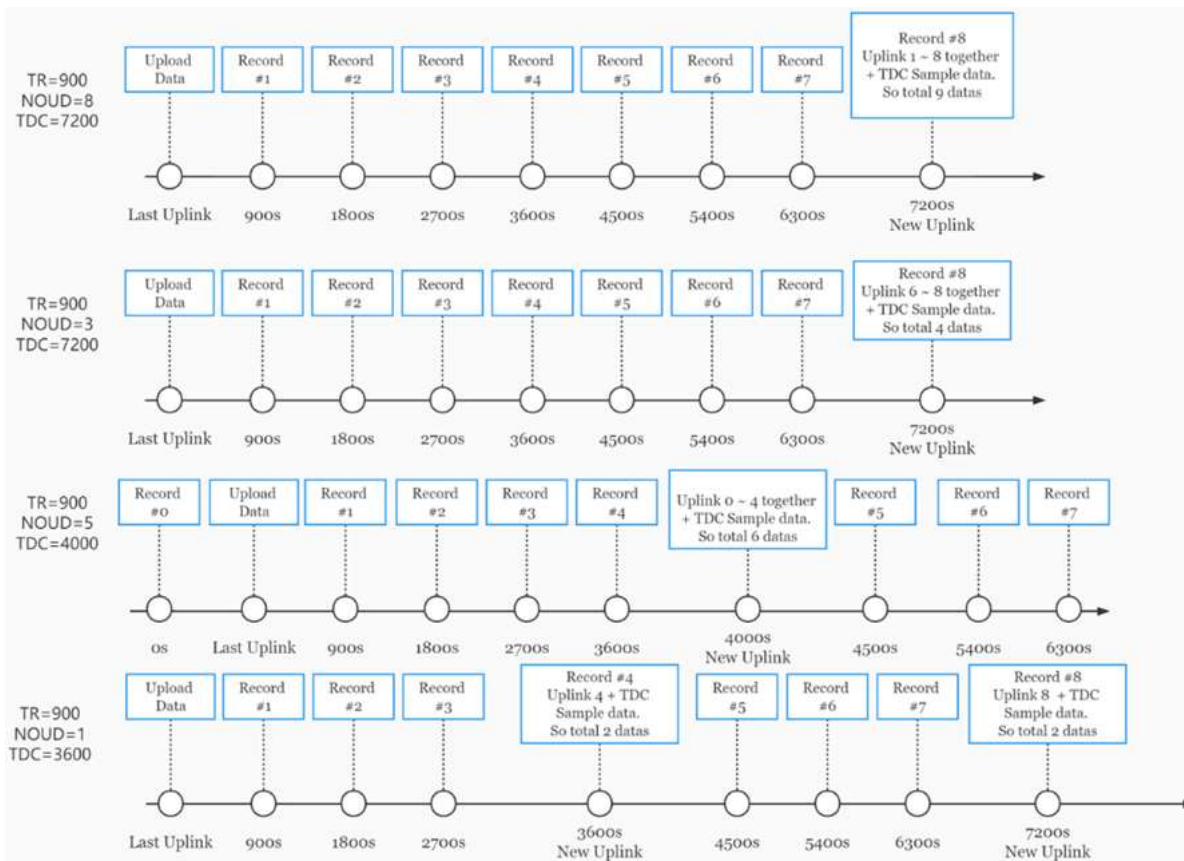 TR=900
NOUD=8
TDC=7200
Upload
Data
Record
#1
Record
#2
Record
#3
Record
#4
Record
#5
Record
#6
Record
#7
Record #8
Uplink 1 ~ 8 together
+ TDC Sample data.
So total 9 datas
Last Uplink
900s
1800s
2700s
3600s
4500s
5400s
6300s
7200s
New Uplink
TR=900
NOUD=3
TDC=7200
Upload
Data
Record
#1
Record
#2
Record
#3
Record
#4
Record
#5
Record
#6
Record
#7
Record #8
Uplink 6 ~ 8 together
+ TDC Sample data.
So total 4 datas
Last Uplink
900s
1800s
2700s
3600s
4500s
5400s
6300s
7200s
New Uplink
TR=900
NOUD=5
TDC=4000
Record
#0
Upload
Data
Record
#1
Record
#2
Record
#3
Record
#4
Uplink 0 ~ 4 together
+ TDC Sample data.
So total 6 datas
Record
#5
Record
#6
Record
#7
0s
Last Uplink
900s
1800s
2700s
3600s
4000s
New Uplink
4500s
5400s
6300s
TR=900
NOUD=1
TDC=3600
Upload
Data
Record
#1
Record
#2
Record
#3
Record #4
Uplink 4 + TDC
Sample data.
So total 2 datas
Record
#5
Record
#6
Record
#7
Record #8
Uplink 8 + TDC
Sample data.
So total 2 datas
Last Uplink
900s
1800s
2700s
3600s
New Uplink
4500s
5400s
6300s
7200s
New Uplink